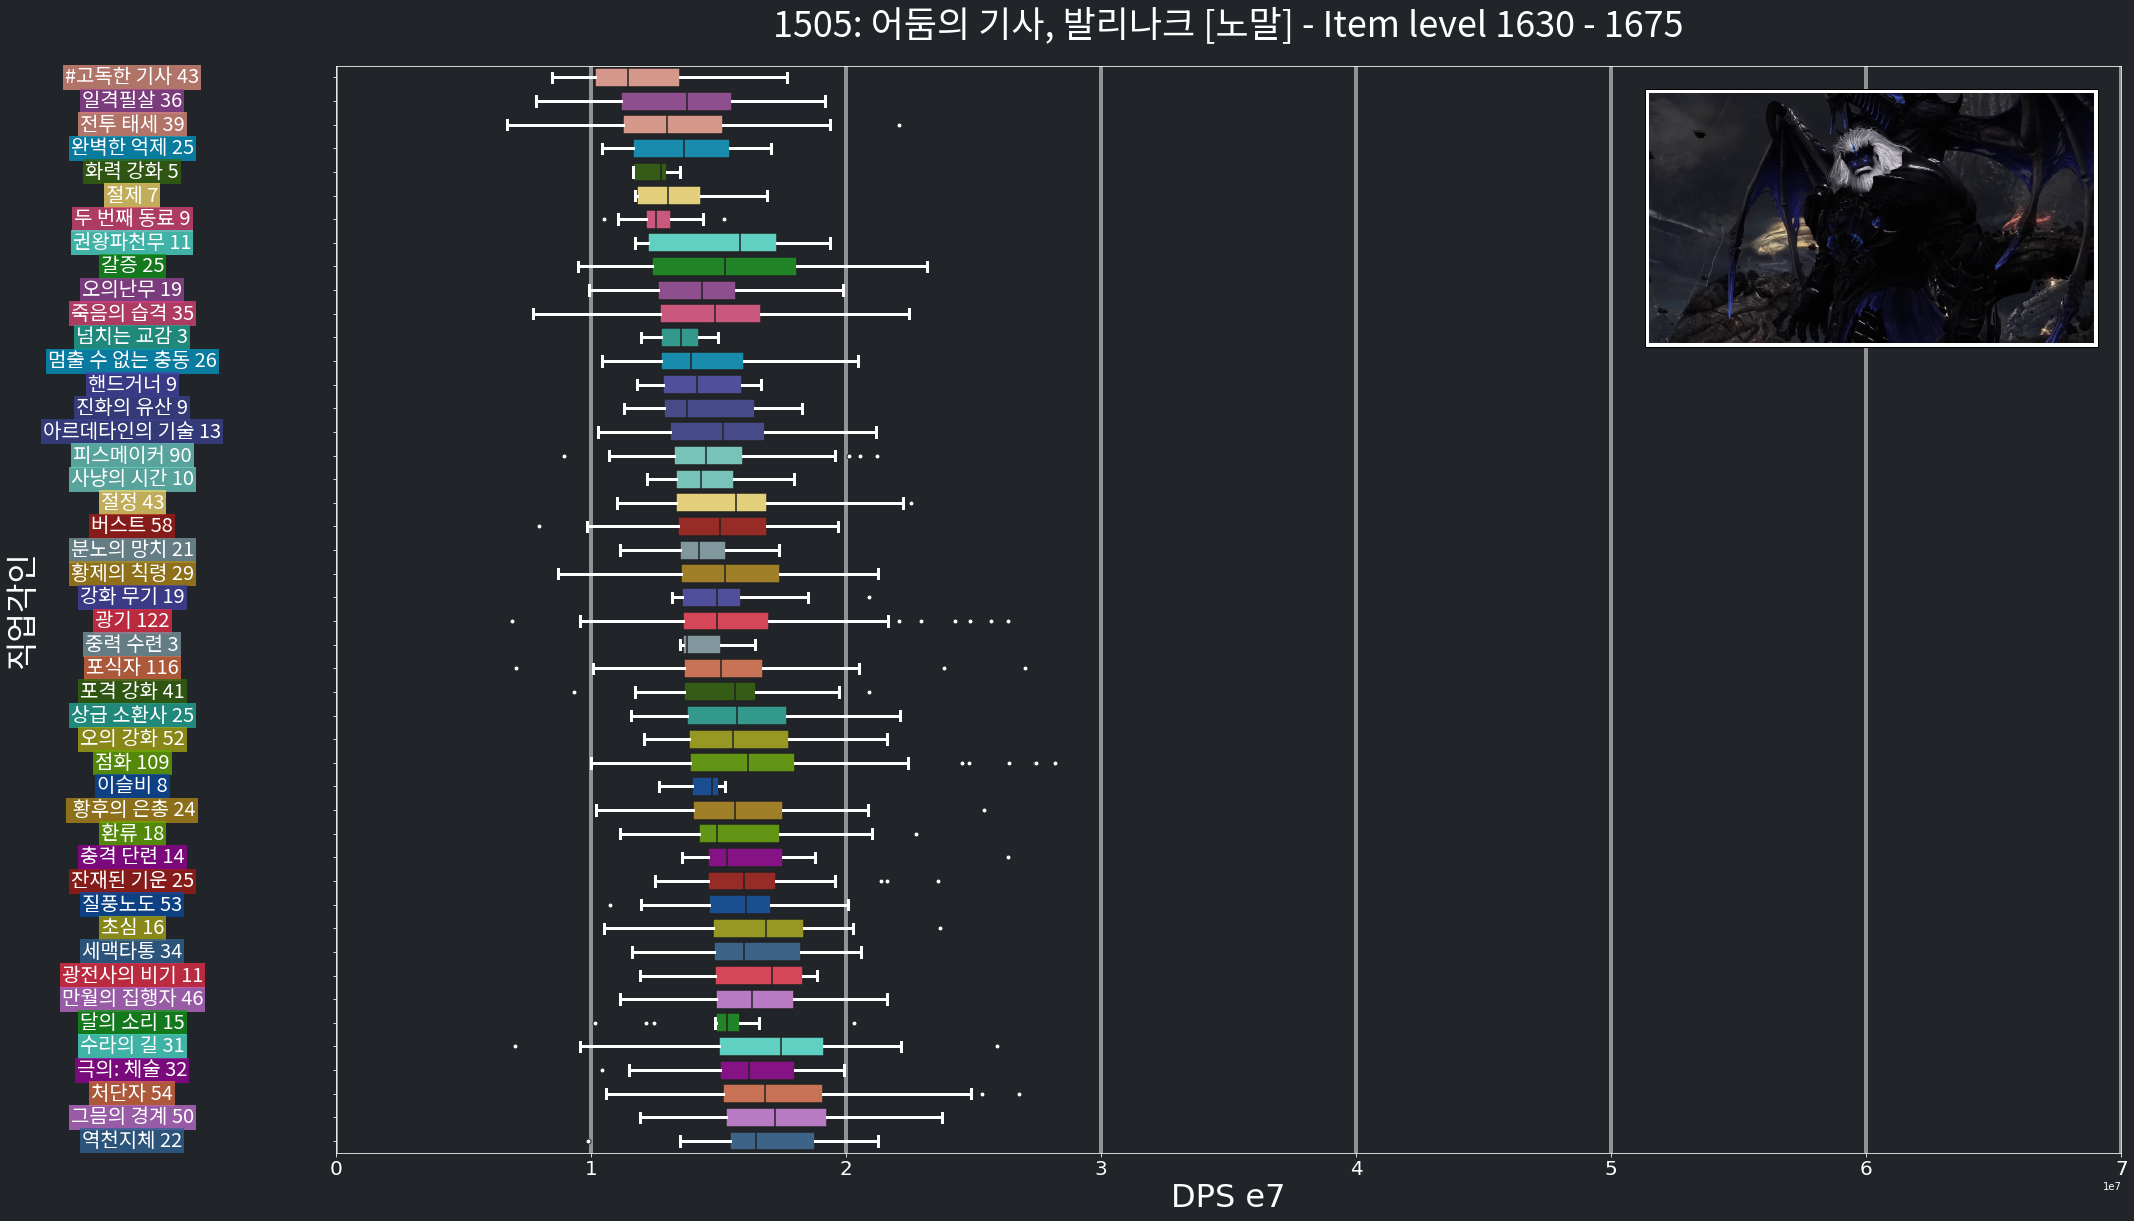 1505: 어둠의 기사, 발리나크 [노말] - Item level 1630 - 1675
#고독한 기사 43
일격필살 36
전투 태세 39
완벽한 억제 25
화력 강화 5
절제 7
두 번째 동료 9
권왕파천무 11
갈증 25
오의난무 19
죽음의 습격 35
넘치는 교감 3
멈출 수 없는 충동 26
핸드거너 9
진화의 유산 9
아르데타인의 기술 13
피스메이커 90
사냥의 시간 10
절정 43
버스트 58
분노의 망치 21
황제의 칙령 29
강화 무기 19
광기 122
중력 수련 3
포식자 116
포격 강화 41
상급 소환사 25
오의 강화 52
점화 109
이슬비 8
황후의 은총 24
환류 18
충격 단련 14
잔재된 기운 25
질풍노도 53
초심 16
세맥타통 34
광전사의 비기 11
만월의 집행자 46
달의 소리 15
수라의 길 31
극의: 체술 32
처단자 54
그믐의 경계 50
역천지체 22
직업각인
0 1 2 3 4 5 6 7
1e7
DPS e7